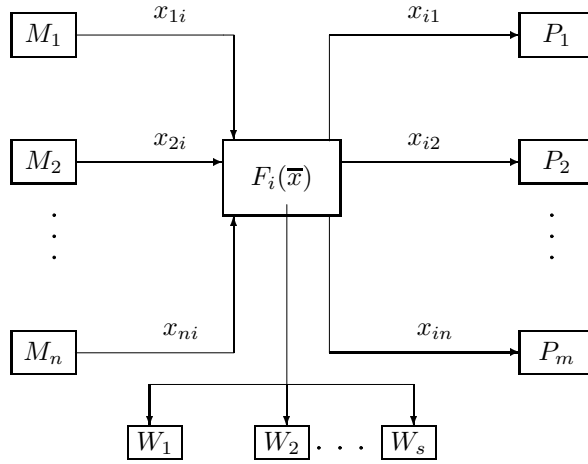 x₁ᵢ xᵢ₁
M₁ P₁
x₂ᵢ xᵢ₂
M₂ Fᵢ(x̅) P₂
. .
. .
. .
xₙᵢ xᵢₙ
Mₙ Pₘ
W₁ W₂ . . . Wₛ